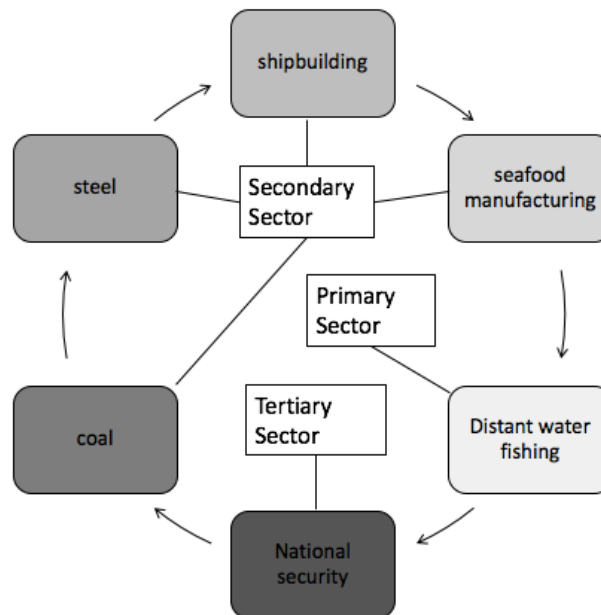 shipbuilding
steel
Secondary
Sector
seafood
manufacturing
Primary
Sector
coal
Tertiary
Sector
Distant water
fishing
National
security